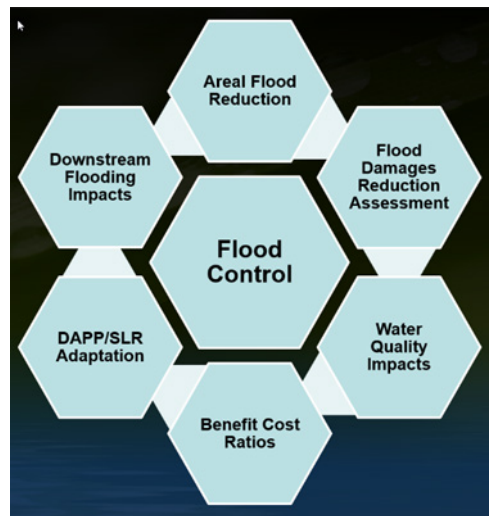 Areal Flood
Reduction
Flood
Damages
Reduction
Assessment
Water
Quality
Impacts
Benefit Cost
Ratios
DAPP/SLR
Adaptation
Downstream
Flooding
Impacts
Flood
Control